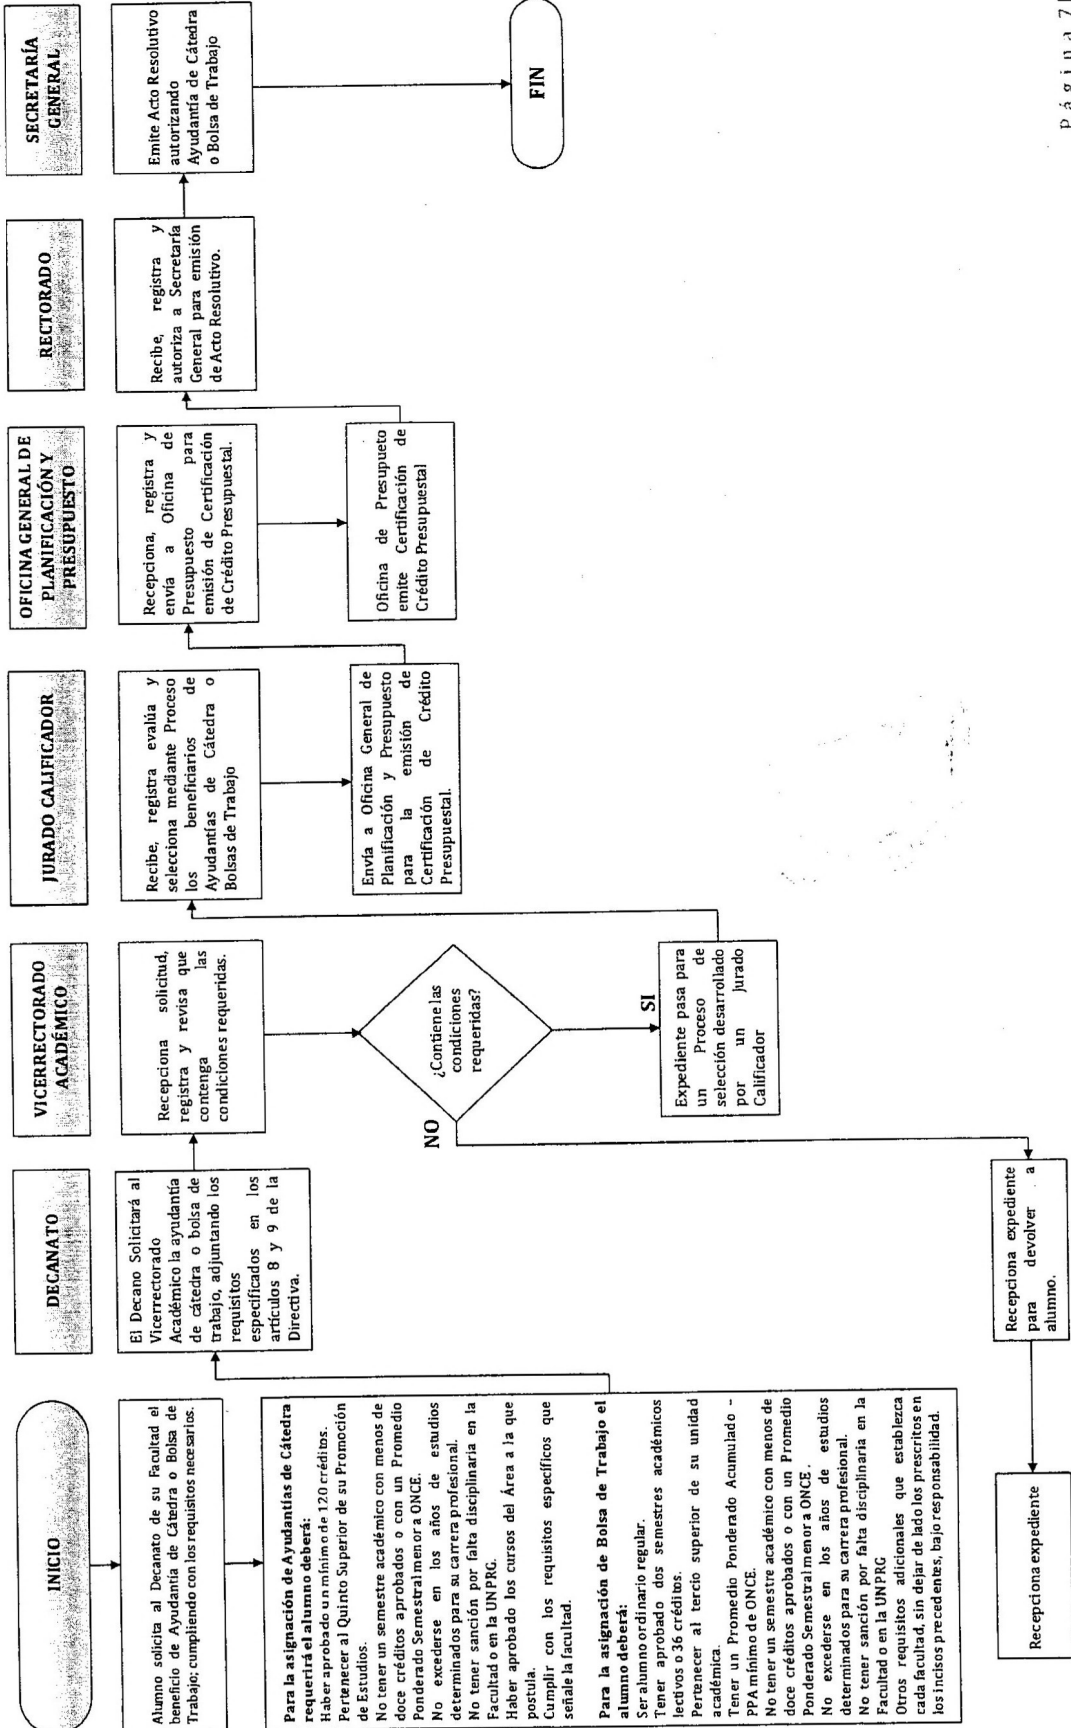 INICIO
Alumno solicita al Decanato de su Facultad el
beneficio de Ayudantía de Cátedra o Bolsa de
Trabajo; cumpliendo con los requistos necesarios.
Para la asignación de Ayudantías de Cátedra
requerirá el alumno deberá:
Haber aprobado un mínimo de 120 créditos.
Pertenecer al Quinto Superior de su Promoción
de Estudios.
No tener un semestre académico con menos de
doce créditos aprobados o con un Promedio
Ponderado Semestral menor a ONCE.
No excederse en los años de estudios
determinados para su carrera profesional.
No tener sanción por falta disciplinaria en la
Facultad o en la UNPRG.
Haber aprobado los cursos del Área a la que
postula.
Cumplir con los requisitos específicos que
señale la facultad.
Para la asignación de Bolsa de Trabajo el
alumno deberá:
Ser alumno ordinario regular.
Tener aprobado dos semestres académicos
lectivos o 36 créditos.
Pertenecer al tercio superior de su unidad
académica.
Tener un Promedio Ponderado Acumulado –
PPA mínimo de ONCE.
No tener un semestre académico con menos de
doce créditos aprobados o con un Promedio
Ponderado Semestral menor a ONCE.
No excederse en los años de estudios
determinados para su carrera profesional.
No tener sanción por falta disciplinaria en la
Facultad o en la UNPRG
Otros requisitos adicionales que establezca
cada facultad, sin dejar de lado los prescritos en
los incisos precedentes, bajo responsabilidad.
Recepciona expediente
DECANATO
El Decano Solicitará al
Vicerrectorado
Académico la ayudantía
de cátedra o bolsa de
trabajo, adjuntando los
requisitos
especificados en los
artículos 8 y 9 de la
Directiva.
Recepciona expediente
para devolver a
alumno.
VICERRECTORADO
ACADÉMICO
Recepciona solicitud,
registra y revisa que
contenga las
condiciones requeridas.
¿Contiene las
condiciones
requeridas?
NO
SI
Expediente pasa para
un Proceso de
selección desarrollado
por un Jurado
Calificador
JURADO CALIFICADOR
Recibe, registra evalúa y
selecciona mediante Proceso
los beneficiarios de
Ayudantías de Cátedra o
Bolsas de Trabajo
Envía a Oficina General de
Planificación y Presupuesto
para la emisión de
Certificación de Crédito
Presupuestal.
OFICINA GENERAL DE
PLANIFICACIÓN Y
PRESUPUESTO
Recepciona, registra y
envía a Oficina de
Presupuesto para
emisión de Certificación
de Crédito Presupuestal.
Oficina de Presupueto
emite Certificación de
Crédito Presupuestal
RECTORADO
Recibe, registra y
autoriza a Secretaría
General para emisión
de Acto Resolutivo.
SECRETARÍA
GENERAL
Emite Acto Resolutivo
autorizando
Ayudantía de Cátedra
o Bolsa de Trabajo
FIN
Página 7